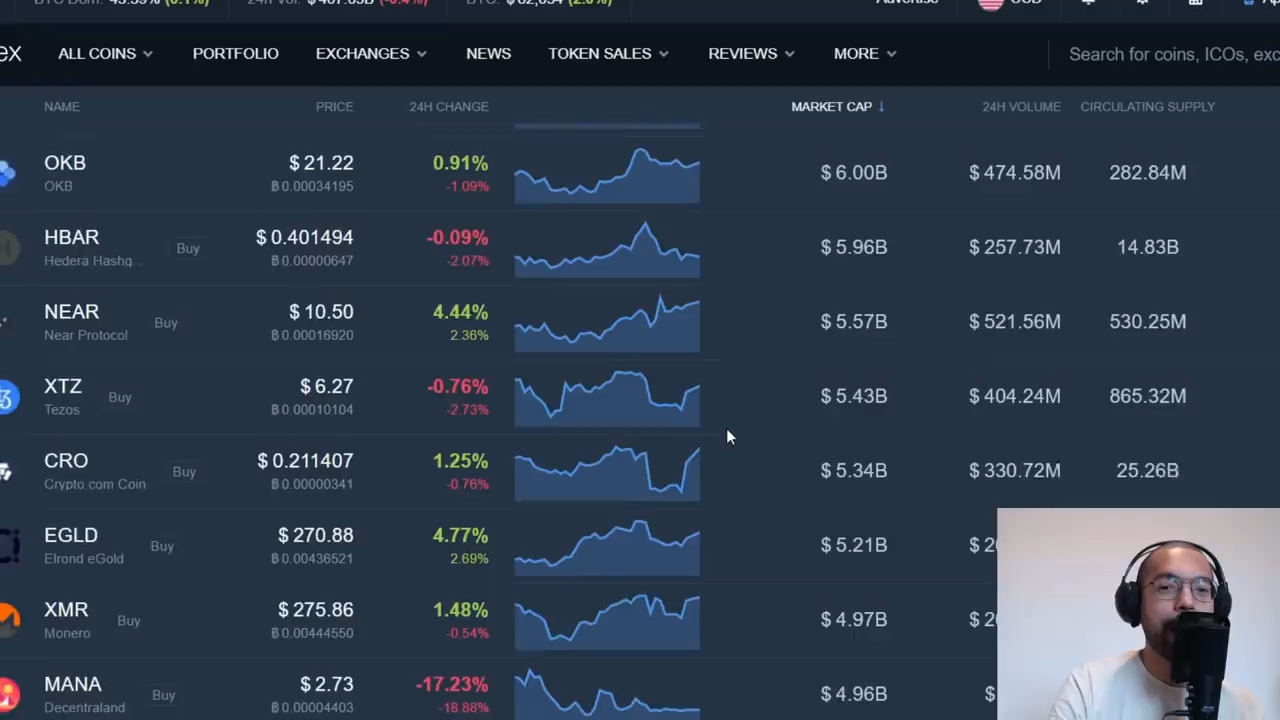 ex ALL COINS PORTFOLIO EXCHANGES NEWS TOKEN SALES REVIEWS MORE Search for coins, ICOs, exc
NAME PRICE 24H CHANGE MARKET CAP ↓ 24H VOLUME CIRCULATING SUPPLY
OKB $ 21.22 0.91% $ 6.00B $ 474.58M 282.84M
OKB ฿ 0.00034195 -1.09%
HBAR Buy $ 0.401494 -0.09% $ 5.96B $ 257.73M 14.83B
Hedera Hashg... ฿ 0.00000647 -2.07%
NEAR Buy $ 10.50 4.44% $ 5.57B $ 521.56M 530.25M
Near Protocol ฿ 0.00016920 2.36%
XTZ Buy $ 6.27 -0.76% $ 5.43B $ 404.24M 865.32M
Tezos ฿ 0.00010104 -2.73%
CRO Buy $ 0.211407 1.25% $ 5.34B $ 330.72M 25.26B
Crypto com Coin ฿ 0.00000341 -0.76%
EGLD Buy $ 270.88 4.77% $ 5.21B $ 20
Elrond eGold ฿ 0.00436521 2.69%
XMR Buy $ 275.86 1.48% $ 4.97B $ 20
Monero ฿ 0.00444550 -0.54%
MANA Buy $ 2.73 -17.23% $ 4.96B $
Decentraland ฿ 0.00004403 -18.88%